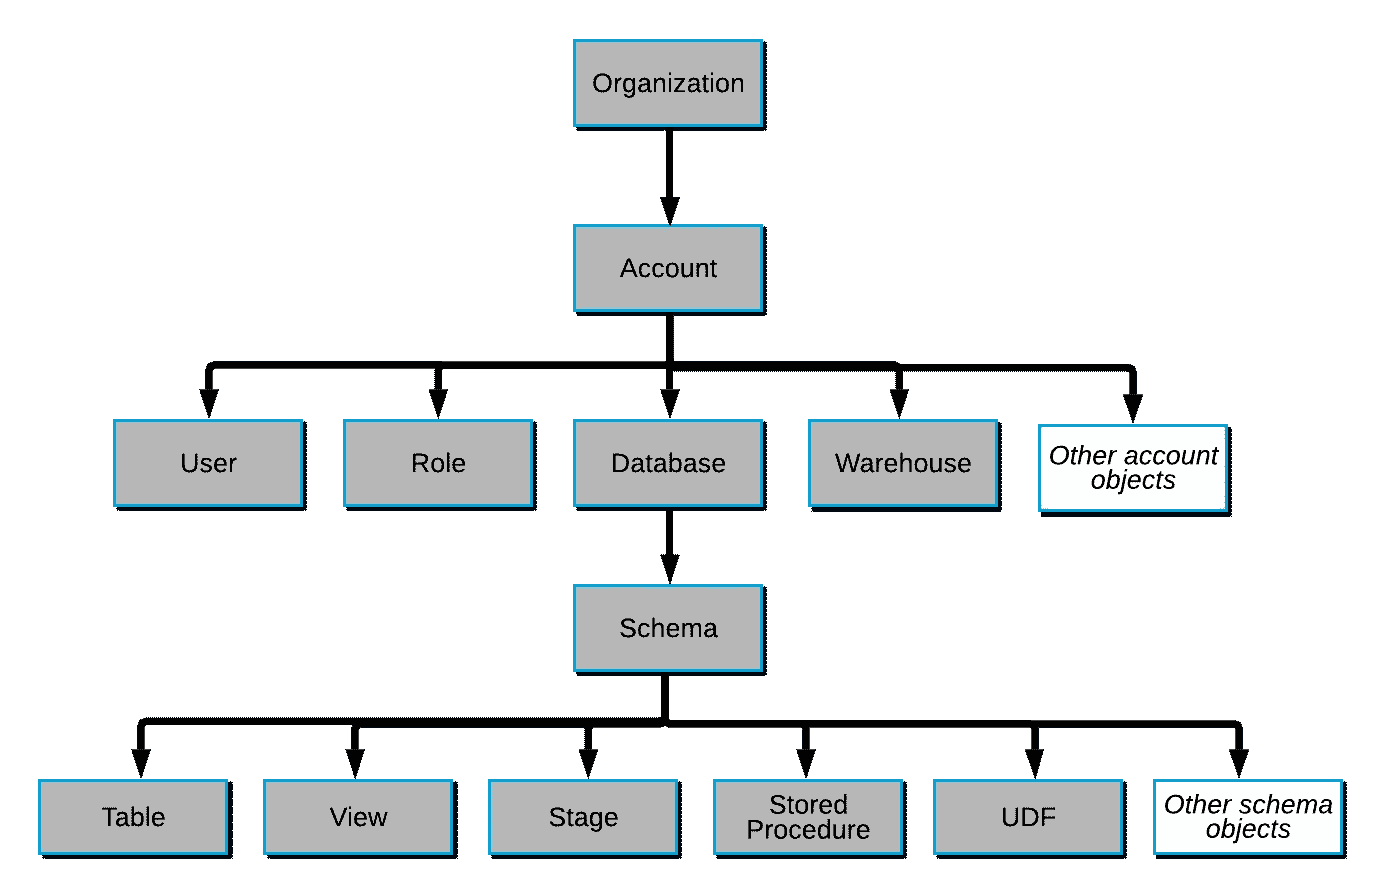 Organization
Account
User
Role
Database
Warehouse
Other account
objects
Schema
Table
View
Stage
Stored
Procedure
UDF
Other schema
objects